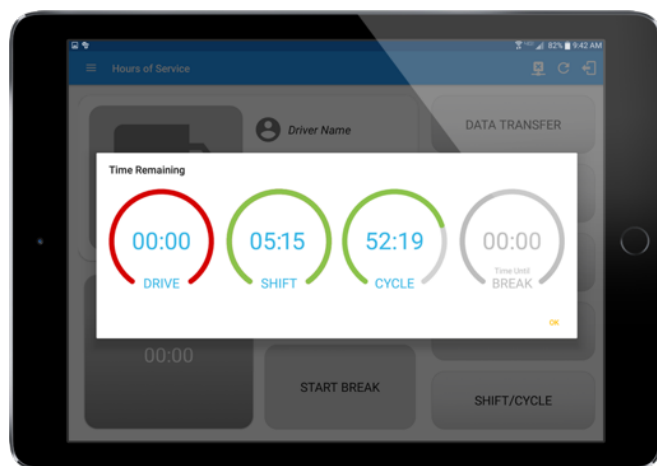 82% 9:42 AM
Hours of Service
Driver Name
DATA TRANSFER
Time Remaining
00:00
DRIVE
05:15
SHIFT
52:19
CYCLE
00:00
Time Until
BREAK
OK
00:00
START BREAK
SHIFT/CYCLE